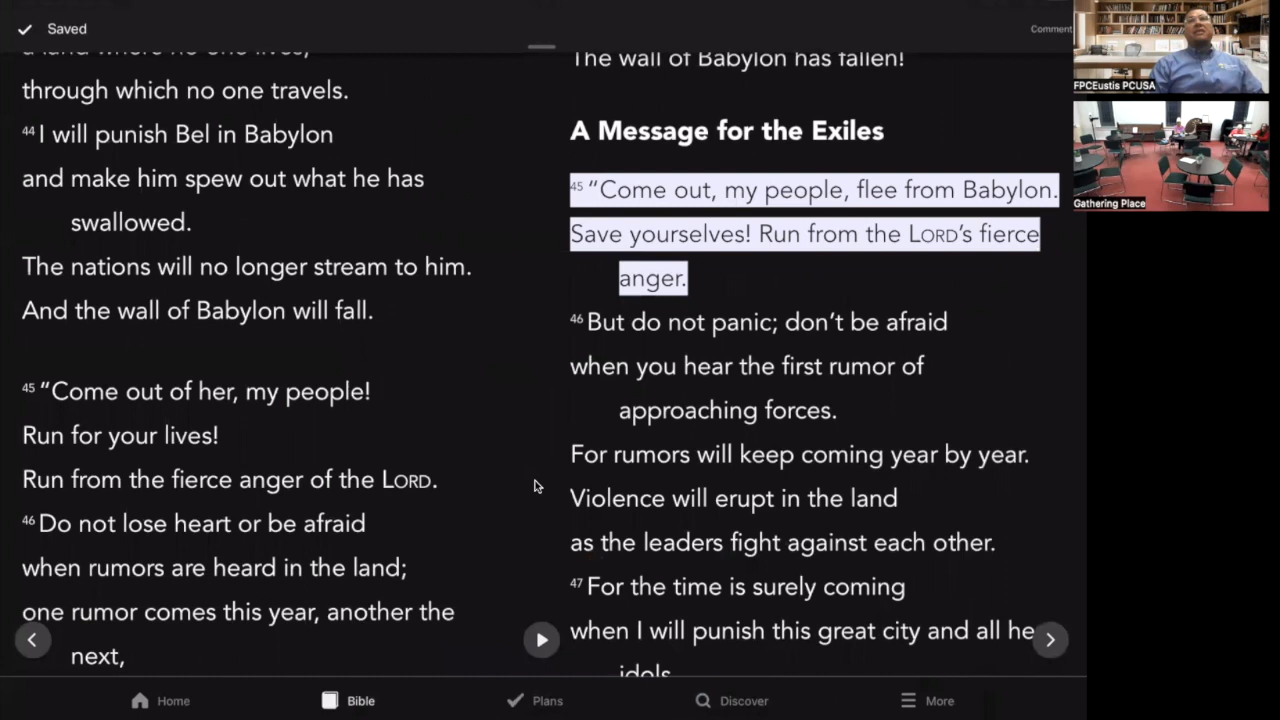 Saved
Comment
a land where no one lives,
through which no one travels.
44 I will punish Bel in Babylon
and make him spew out what he has
swallowed.
The nations will no longer stream to him.
And the wall of Babylon will fall.
45 “Come out of her, my people!
Run for your lives!
Run from the fierce anger of the LORD.
46 Do not lose heart or be afraid
when rumors are heard in the land;
one rumor comes this year, another the
next,
The wall of Babylon has fallen!
A Message for the Exiles
45 “Come out, my people, flee from Babylon.
Save yourselves! Run from the LORD’s fierce
anger.
46 But do not panic; don’t be afraid
when you hear the first rumor of
approaching forces.
For rumors will keep coming year by year.
Violence will erupt in the land
as the leaders fight against each other.
47 For the time is surely coming
when I will punish this great city and all he
idols
FPCEustis PCUSA
Gathering Place
Home
Bible
Plans
Discover
More